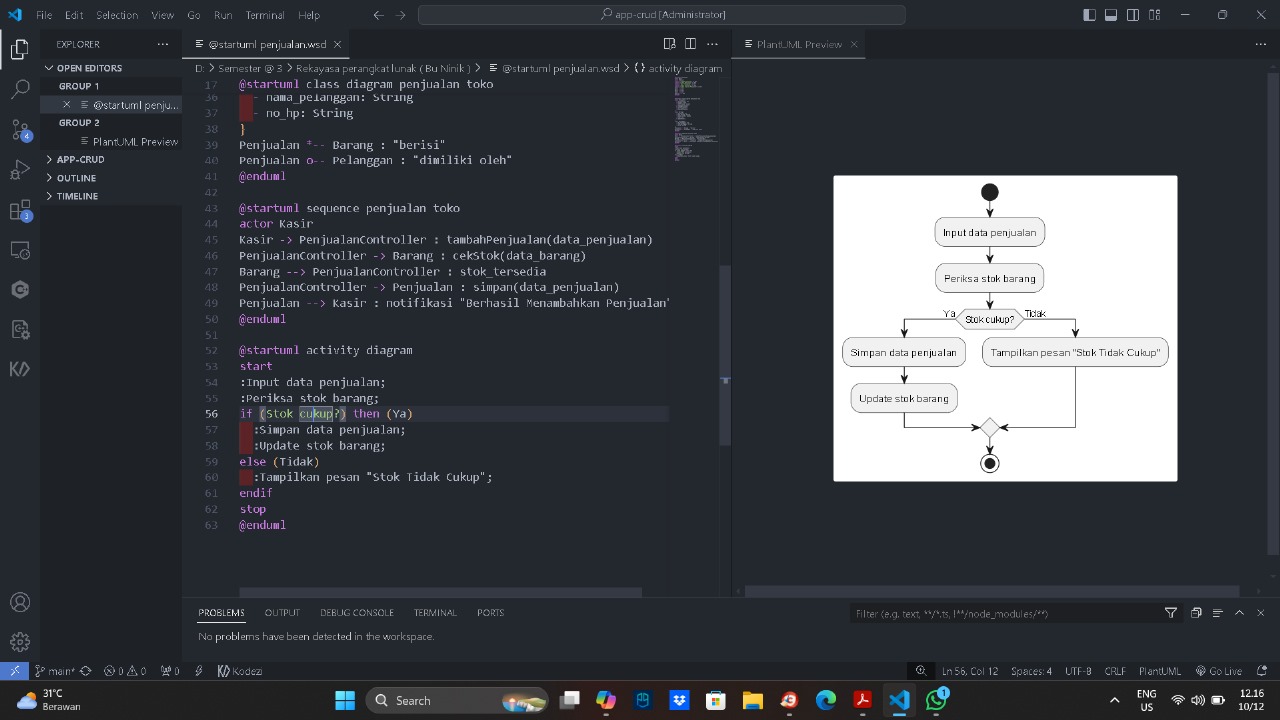 File Edit Selection View Go Run Terminal Help
app-crud [Administrator]
EXPLORER
OPEN EDITORS
GROUP 1
@startuml penju...
GROUP 2
PlantUML Preview
APP-CRUD
OUTLINE
TIMELINE
4
3
@startuml penjualan.wsd
D: > Semester @ 3 > Rekayasa perangkat lunak ( Bu Ninik ) > @startuml penjualan.wsd > {} activity diagram
17 @startuml class diagram penjualan toko
36 - nama_pelanggan: String
37 - no_hp: String
38 }
39 Penjualan *-- Barang : "berisi"
40 Penjualan o-- Pelanggan : "dimiliki oleh"
41 @enduml
42
43 @startuml sequence penjualan toko
44 actor Kasir
45 Kasir -> PenjualanController : tambahPenjualan(data_penjualan)
46 PenjualanController -> Barang : cekStok(data_barang)
47 Barang --> PenjualanController : stok_tersedia
48 PenjualanController -> Penjualan : simpan(data_penjualan)
49 Penjualan --> Kasir : notifikasi "Berhasil Menambahkan Penjualan"
50 @enduml
51
52 @startuml activity diagram
53 start
54 :Input data penjualan;
55 :Periksa stok barang;
56 if (Stok cukup?) then (Ya)
57 :Simpan data penjualan;
58 :Update stok barang;
59 else (Tidak)
60 :Tampilkan pesan "Stok Tidak Cukup";
61 endif
62 stop
63 @enduml
PlantUML Preview
Input data penjualan
Periksa stok barang
Ya Stok cukup? Tidak
Simpan data penjualan Tampilkan pesan "Stok Tidak Cukup"
Update stok barang
PROBLEMS OUTPUT DEBUG CONSOLE TERMINAL PORTS
Filter (e.g. text, **/*.ts, !**/node_modules/**)
No problems have been detected in the workspace.
main* 0 0 0 Kodezi
Ln 56, Col 12 Spaces: 4 UTF-8 CRLF PlantUML Go Live
31°C
Berawan
Search
1
ENG
US
12.16
10/12